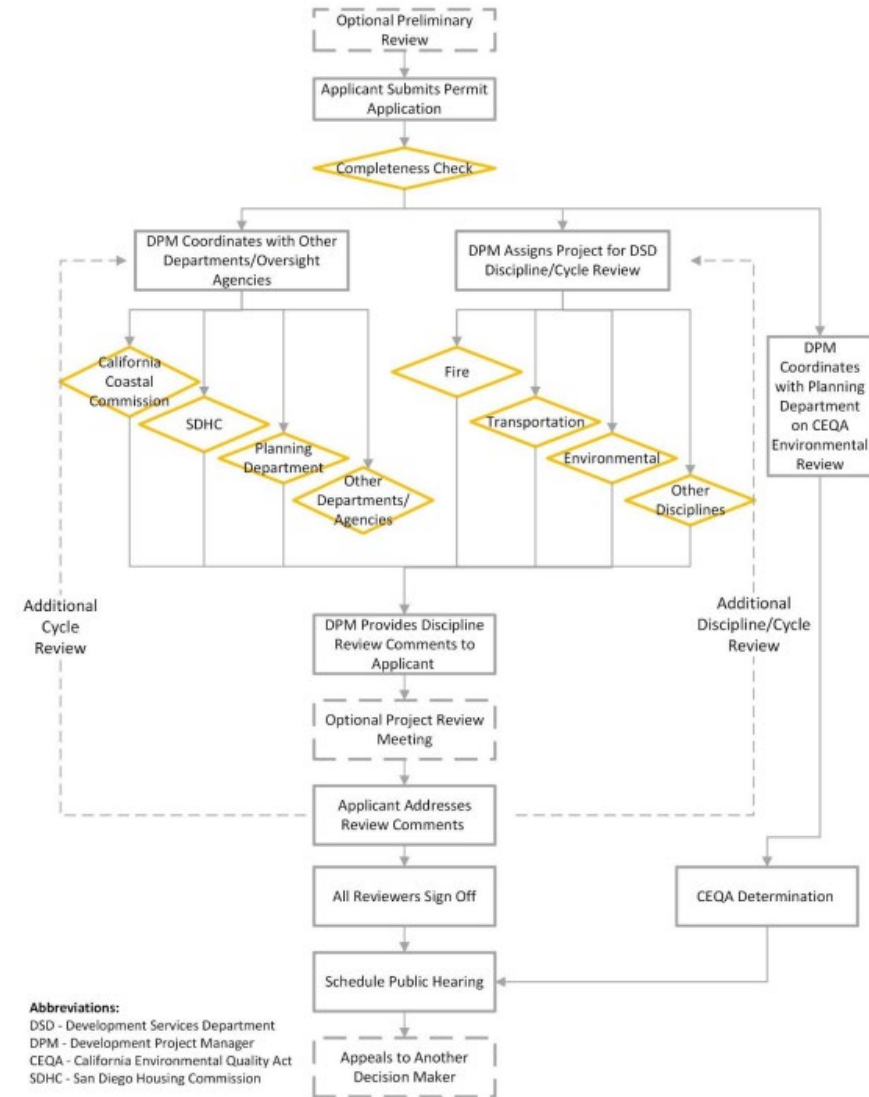 Optional Preliminary
Review
Applicant Submits Permit
Application
Completeness Check
DPM Coordinates with Other
Departments/Oversight
Agencies
DPM Assigns Project for DSD
Discipline/Cycle Review
DPM
Coordinates
with Planning
Department
on CEQA
Environmental
Review
California
Coastal
Commission
SDHC
Planning
Department
Other
Departments/
Agencies
Fire
Transportation
Environmental
Other
Disciplines
Additional
Cycle
Review
Additional
Discipline/Cycle
Review
DPM Provides Discipline
Review Comments to
Applicant
Optional Project Review
Meeting
Applicant Addresses
Review Comments
All Reviewers Sign Off
CEQA Determination
Schedule Public Hearing
Appeals to Another
Decision Maker
Abbreviations:
DSD - Development Services Department
DPM - Development Project Manager
CEQA - California Environmental Quality Act
SDHC - San Diego Housing Commission